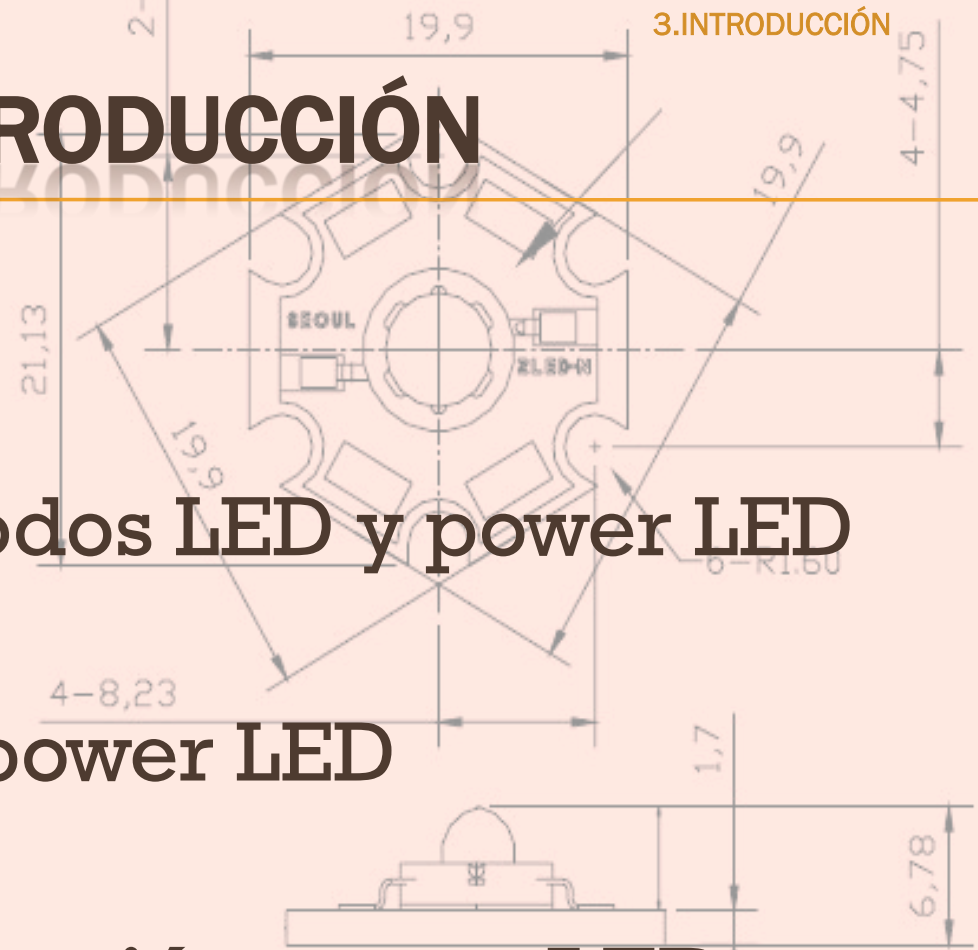 3.INTRODUCCIÓN
19,9
4-4,75
RODUCCIÓN
19,9
SEOUL
21,13
19,9
odos LED y power LED
6-R1.60
4-8,23
power LED
1,7
6,78
LED